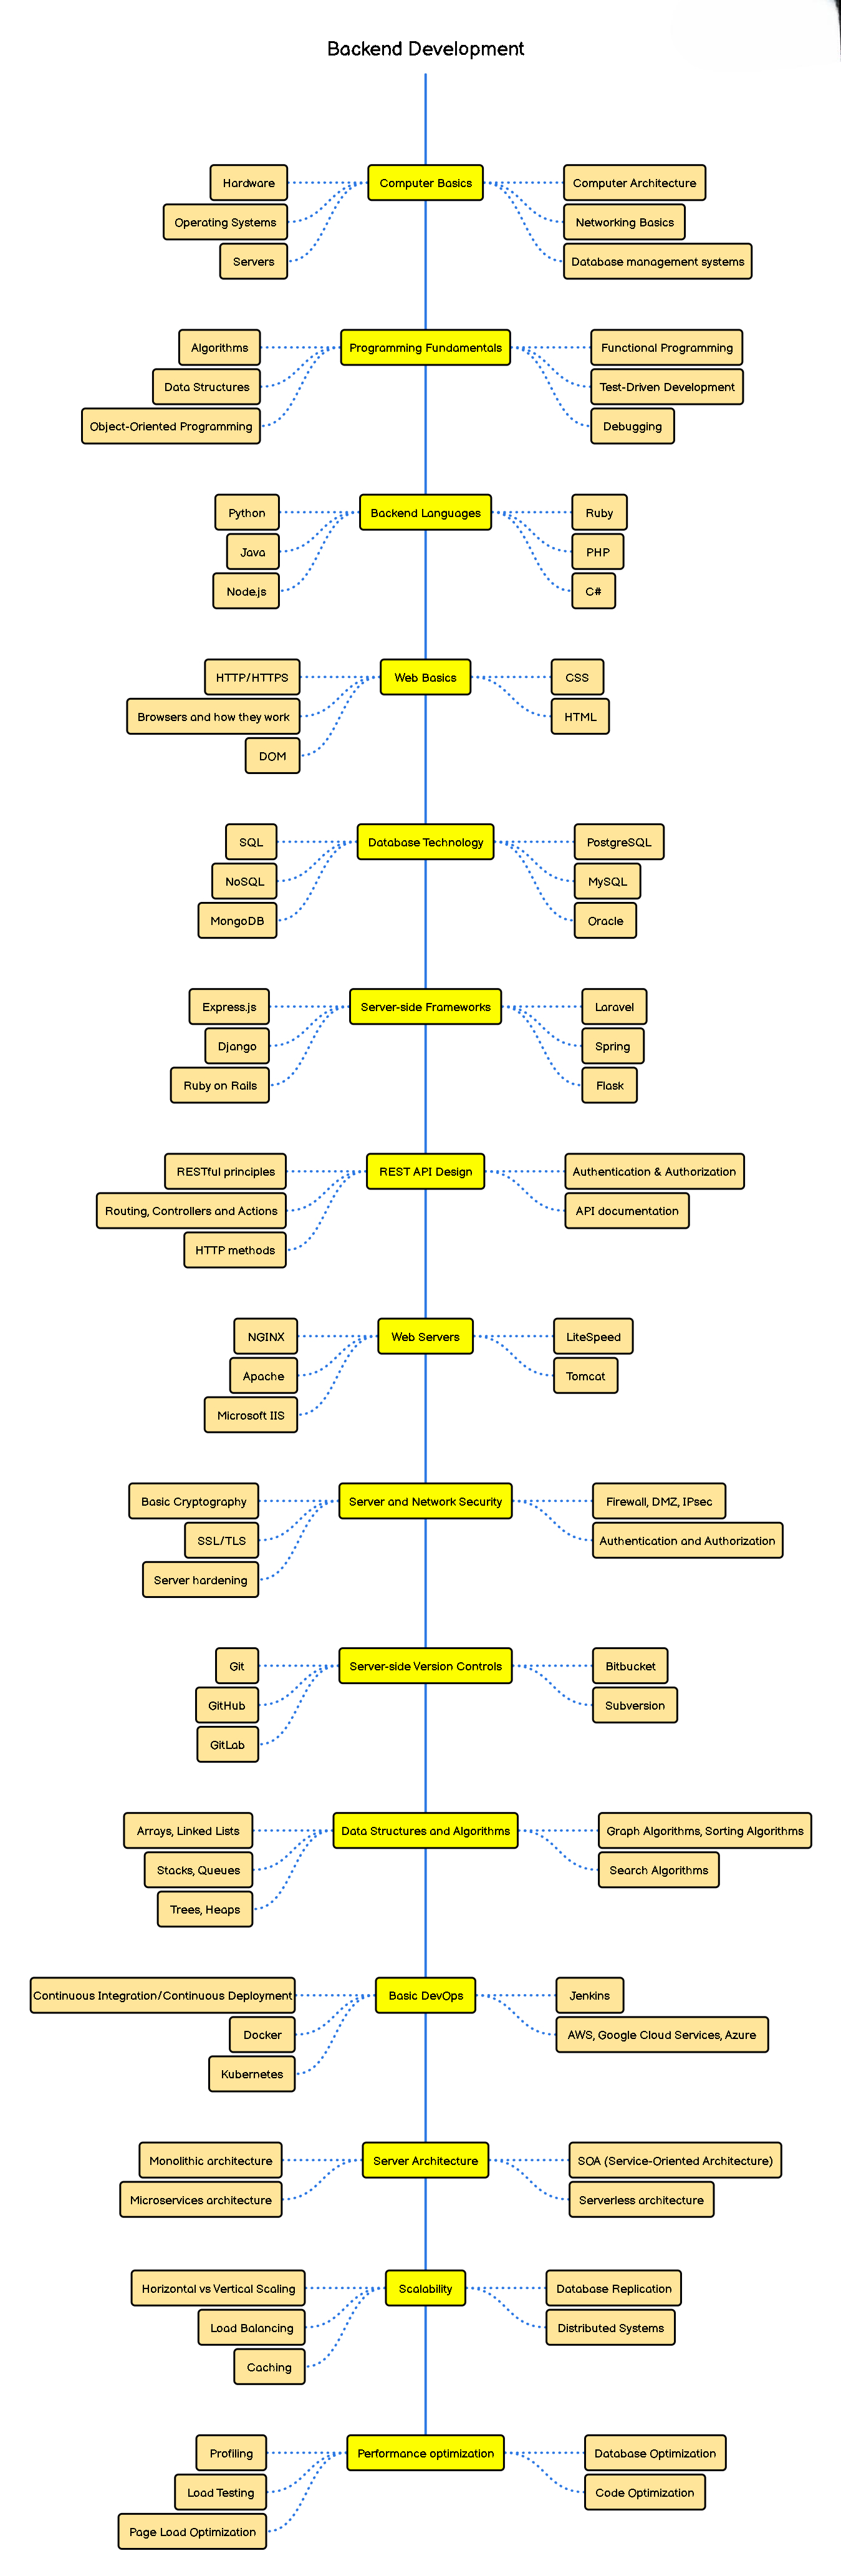 Backend Development
Hardware
Computer Basics
Computer Architecture
Operating Systems
Networking Basics
Servers
Database management systems
Algorithms
Programming Fundamentals
Functional Programming
Data Structures
Test-Driven Development
Object-Oriented Programming
Debugging
Python
Backend Languages
Ruby
Java
PHP
Node.js
C#
HTTP/HTTPS
Web Basics
CSS
Browsers and how they work
HTML
DOM
SQL
Database Technology
PostgreSQL
NoSQL
MySQL
MongoDB
Oracle
Express.js
Server-side Frameworks
Laravel
Django
Spring
Ruby on Rails
Flask
RESTful principles
REST API Design
Authentication & Authorization
Routing, Controllers and Actions
API documentation
HTTP methods
NGINX
Web Servers
LiteSpeed
Apache
Tomcat
Microsoft IIS
Basic Cryptography
Server and Network Security
Firewall, DMZ, IPsec
SSL/TLS
Authentication and Authorization
Server hardening
Git
Server-side Version Controls
Bitbucket
GitHub
Subversion
GitLab
Arrays, Linked Lists
Data Structures and Algorithms
Graph Algorithms, Sorting Algorithms
Stacks, Queues
Search Algorithms
Trees, Heaps
Continuous Integration/Continuous Deployment
Basic DevOps
Jenkins
Docker
AWS, Google Cloud Services, Azure
Kubernetes
Monolithic architecture
Server Architecture
SOA (Service-Oriented Architecture)
Microservices architecture
Serverless architecture
Horizontal vs Vertical Scaling
Scalability
Database Replication
Load Balancing
Distributed Systems
Caching
Profiling
Performance optimization
Database Optimization
Load Testing
Code Optimization
Page Load Optimization